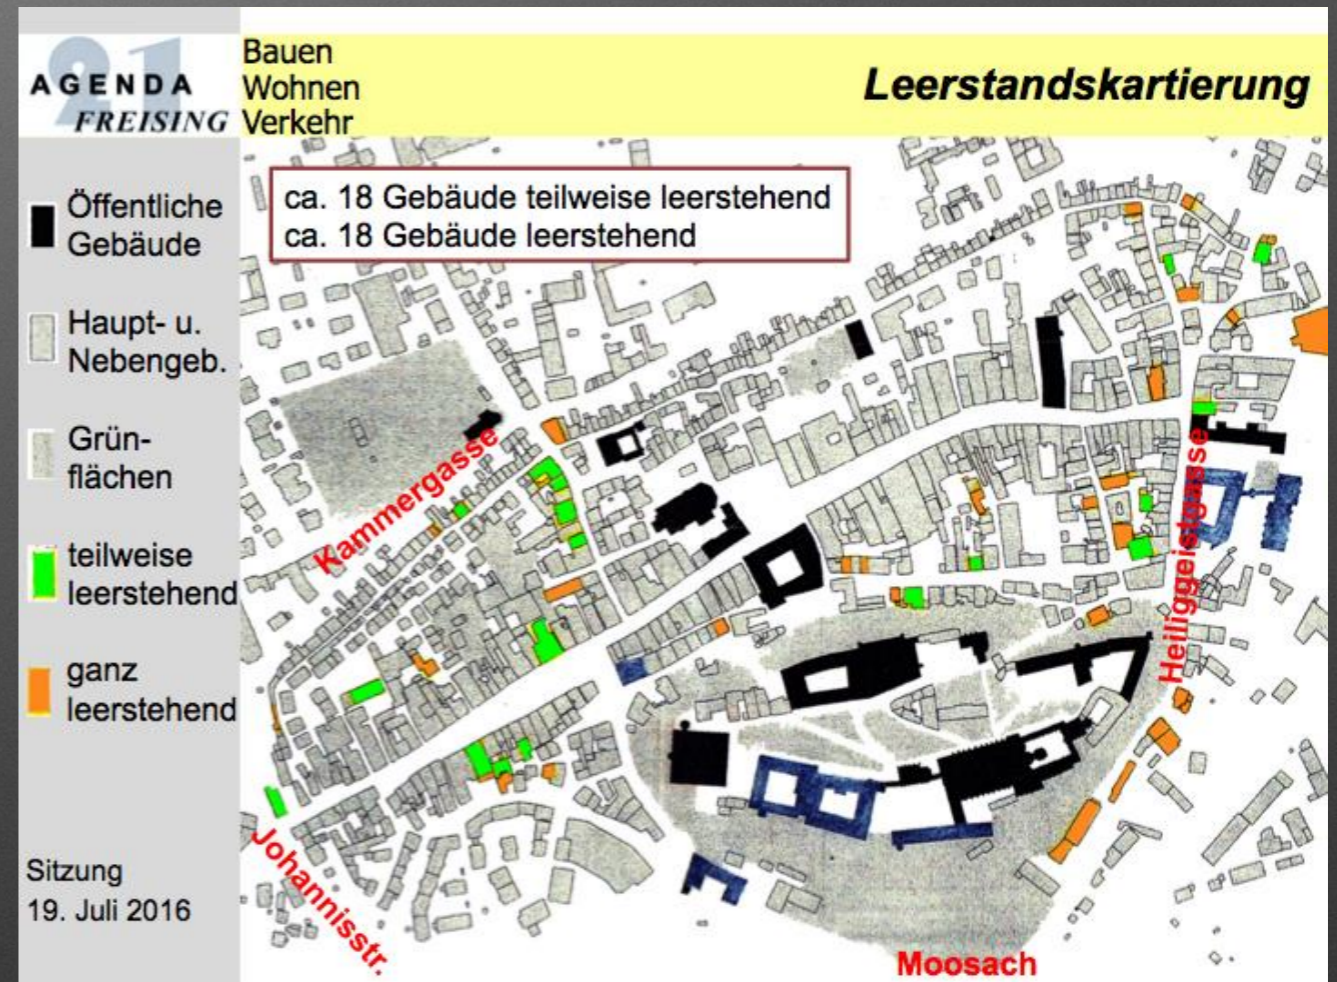 21
AGENDA
FREISING
Bauen
Wohnen
Verkehr
Leerstandskartierung
ca. 18 Gebäude teilweise leerstehend
ca. 18 Gebäude leerstehend
Öffentliche
Gebäude
Haupt- u.
Nebengeb.
Grün-
flächen
teilweise
leerstehend
ganz
leerstehend
Sitzung
19. Juli 2016
Kammergasse
Heiliggeistgasse
Johannisstr.
Moosach